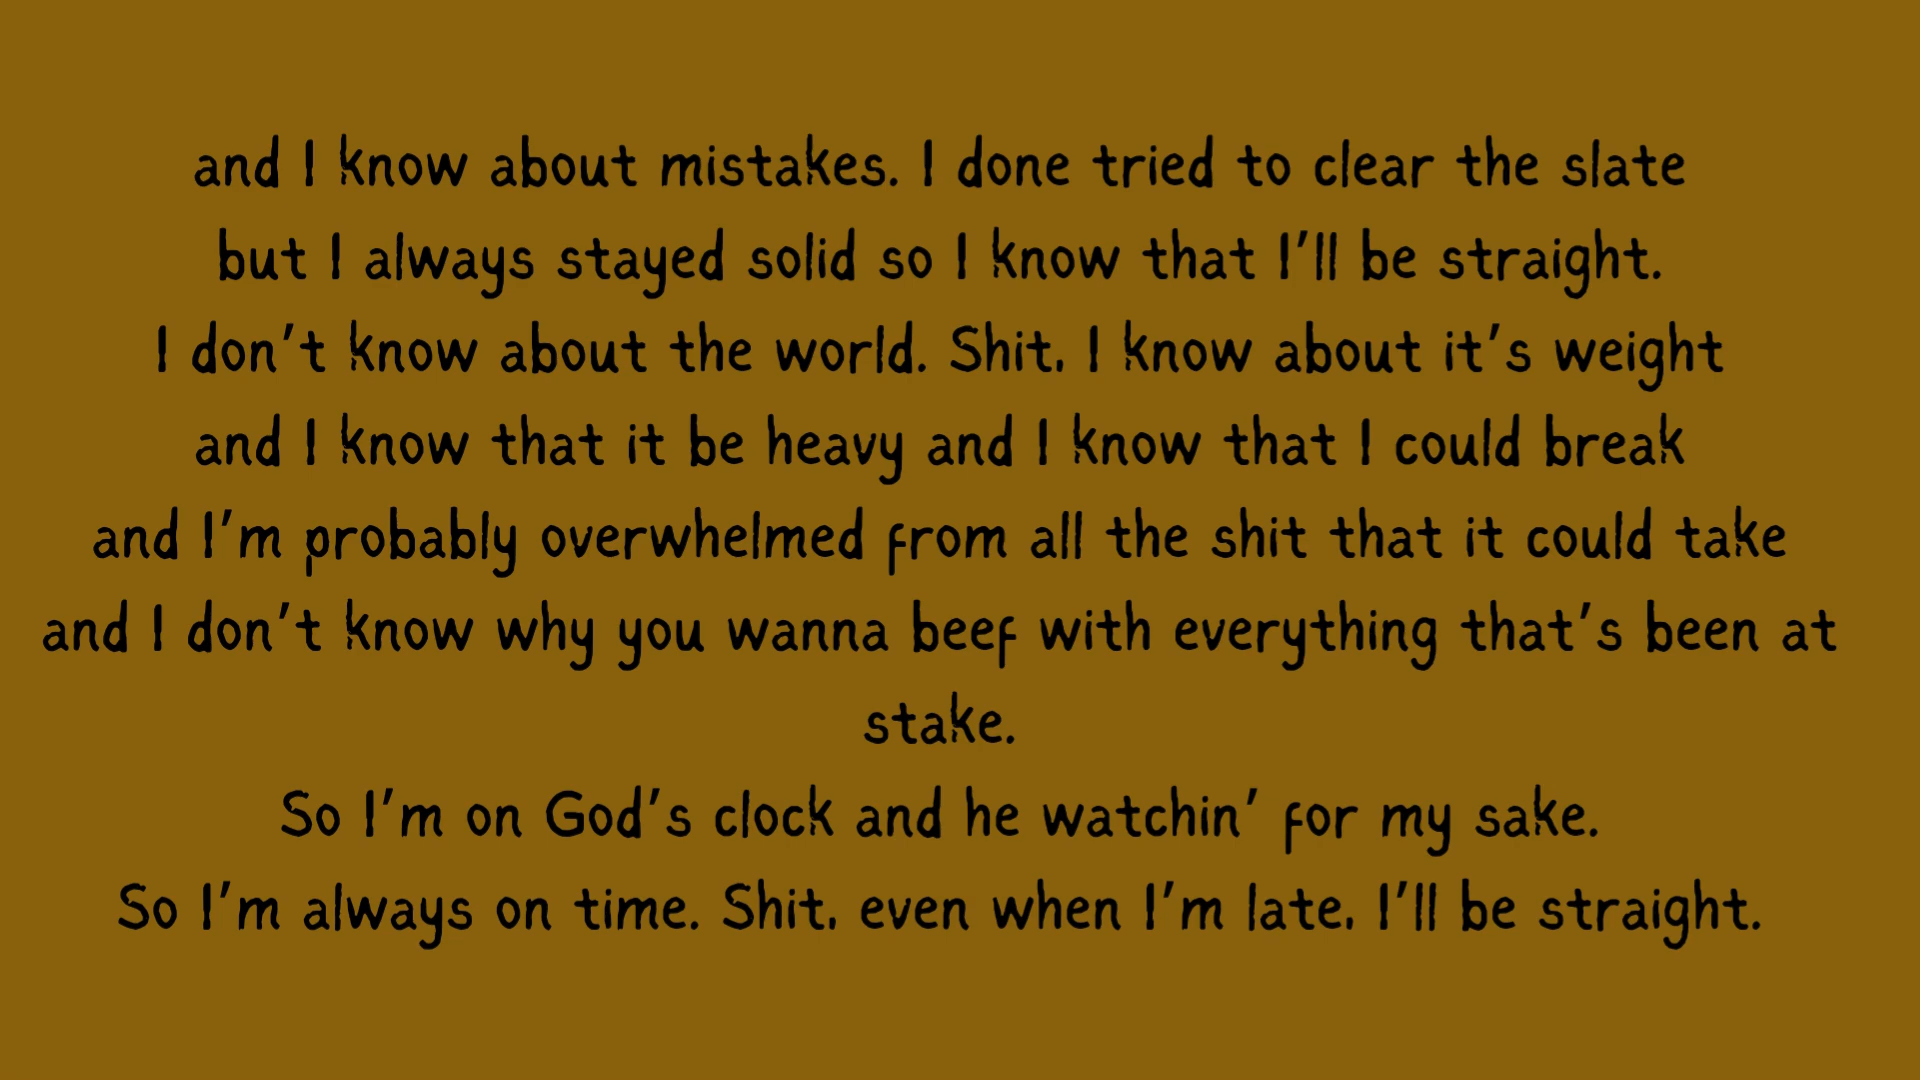 and I know about mistakes. I done tried to clear the slate
but I always stayed solid so I know that I'll be straight.
I don't know about the world. Shit, I know about it's weight
and I know that it be heavy and I know that I could break
and I'm probably overwhelmed from all the shit that it could take
and I don't know why you wanna beef with everything that's been at
stake.
So I'm on God's clock and he watchin' for my sake.
So I'm always on time. Shit, even when I'm late, I'll be straight.